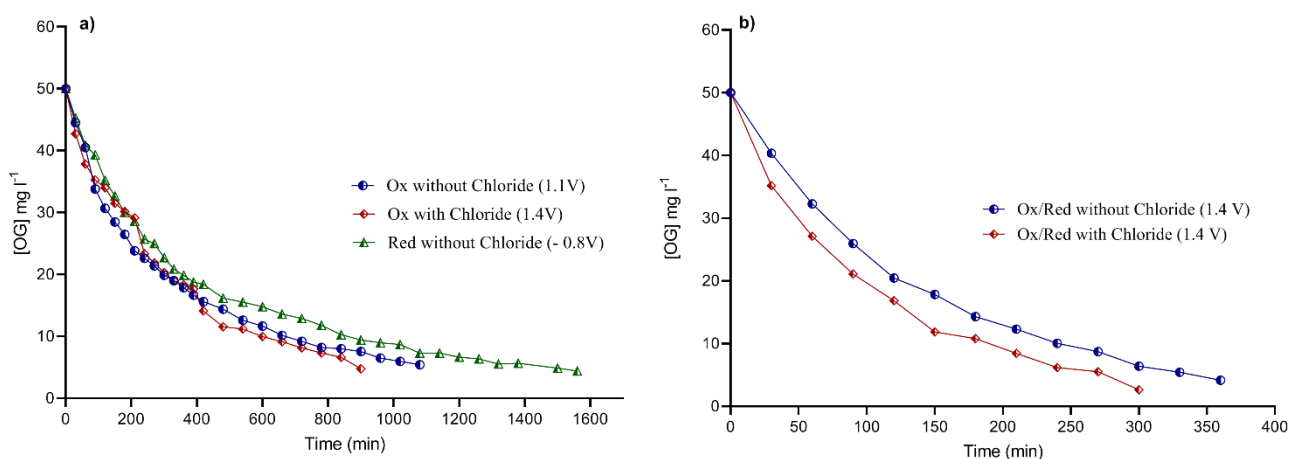 a)
60
50
40
30
20
10
0
[OG] mg l⁻¹
Ox without Chloride (1.1V)
Ox with Chloride (1.4V)
Red without Chloride (- 0.8V)
0 200 400 600 800 1000 1200 1400 1600
Time (min)
b)
60
50
40
30
20
10
0
[OG] mg l⁻¹
Ox/Red without Chloride (1.4 V)
Ox/Red with Chloride (1.4 V)
0 50 100 150 200 250 300 350 400
Time (min)